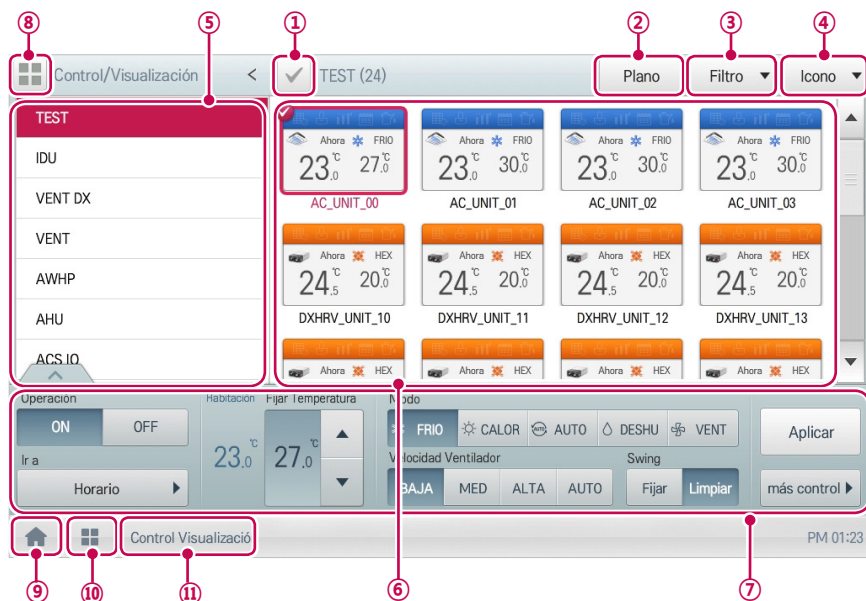 ⑧ ⑤ ① ② ③ ④
Control/Visualización < TEST (24) Plano Filtro ▼ Icono ▼
TEST
IDU
VENT DX
VENT
AWHP
AHU
ACS IO
Ahora FRIO Ahora FRIO Ahora FRIO Ahora FRIO
23.0 °C 27.0 °C 23.0 °C 30.0 °C 23.0 °C 30.0 °C 23.0 °C 30.0 °C
AC_UNIT_00 AC_UNIT_01 AC_UNIT_02 AC_UNIT_03
Ahora HEX Ahora HEX Ahora HEX Ahora HEX
24.5 °C 20.0 °C 24.5 °C 20.0 °C 24.5 °C 20.0 °C 24.5 °C 20.0 °C
DXHRV_UNIT_10 DXHRV_UNIT_11 DXHRV_UNIT_12 DXHRV_UNIT_13
Ahora HEX Ahora HEX Ahora HEX Ahora HEX
Operación Habitación Fijar Temperatura Modo
ON OFF 23.0 °C 27.0 °C ▲ ▼ FRIO CALOR AUTO DESHU VENT Aplicar
Ir a Velocidad Ventilador Swing
Horario ▶ BAJA MED ALTA AUTO Fijar Limpiar más control ▶
Control Visualizació PM 01:23
⑨ ⑩ ⑪ ⑥ ⑦